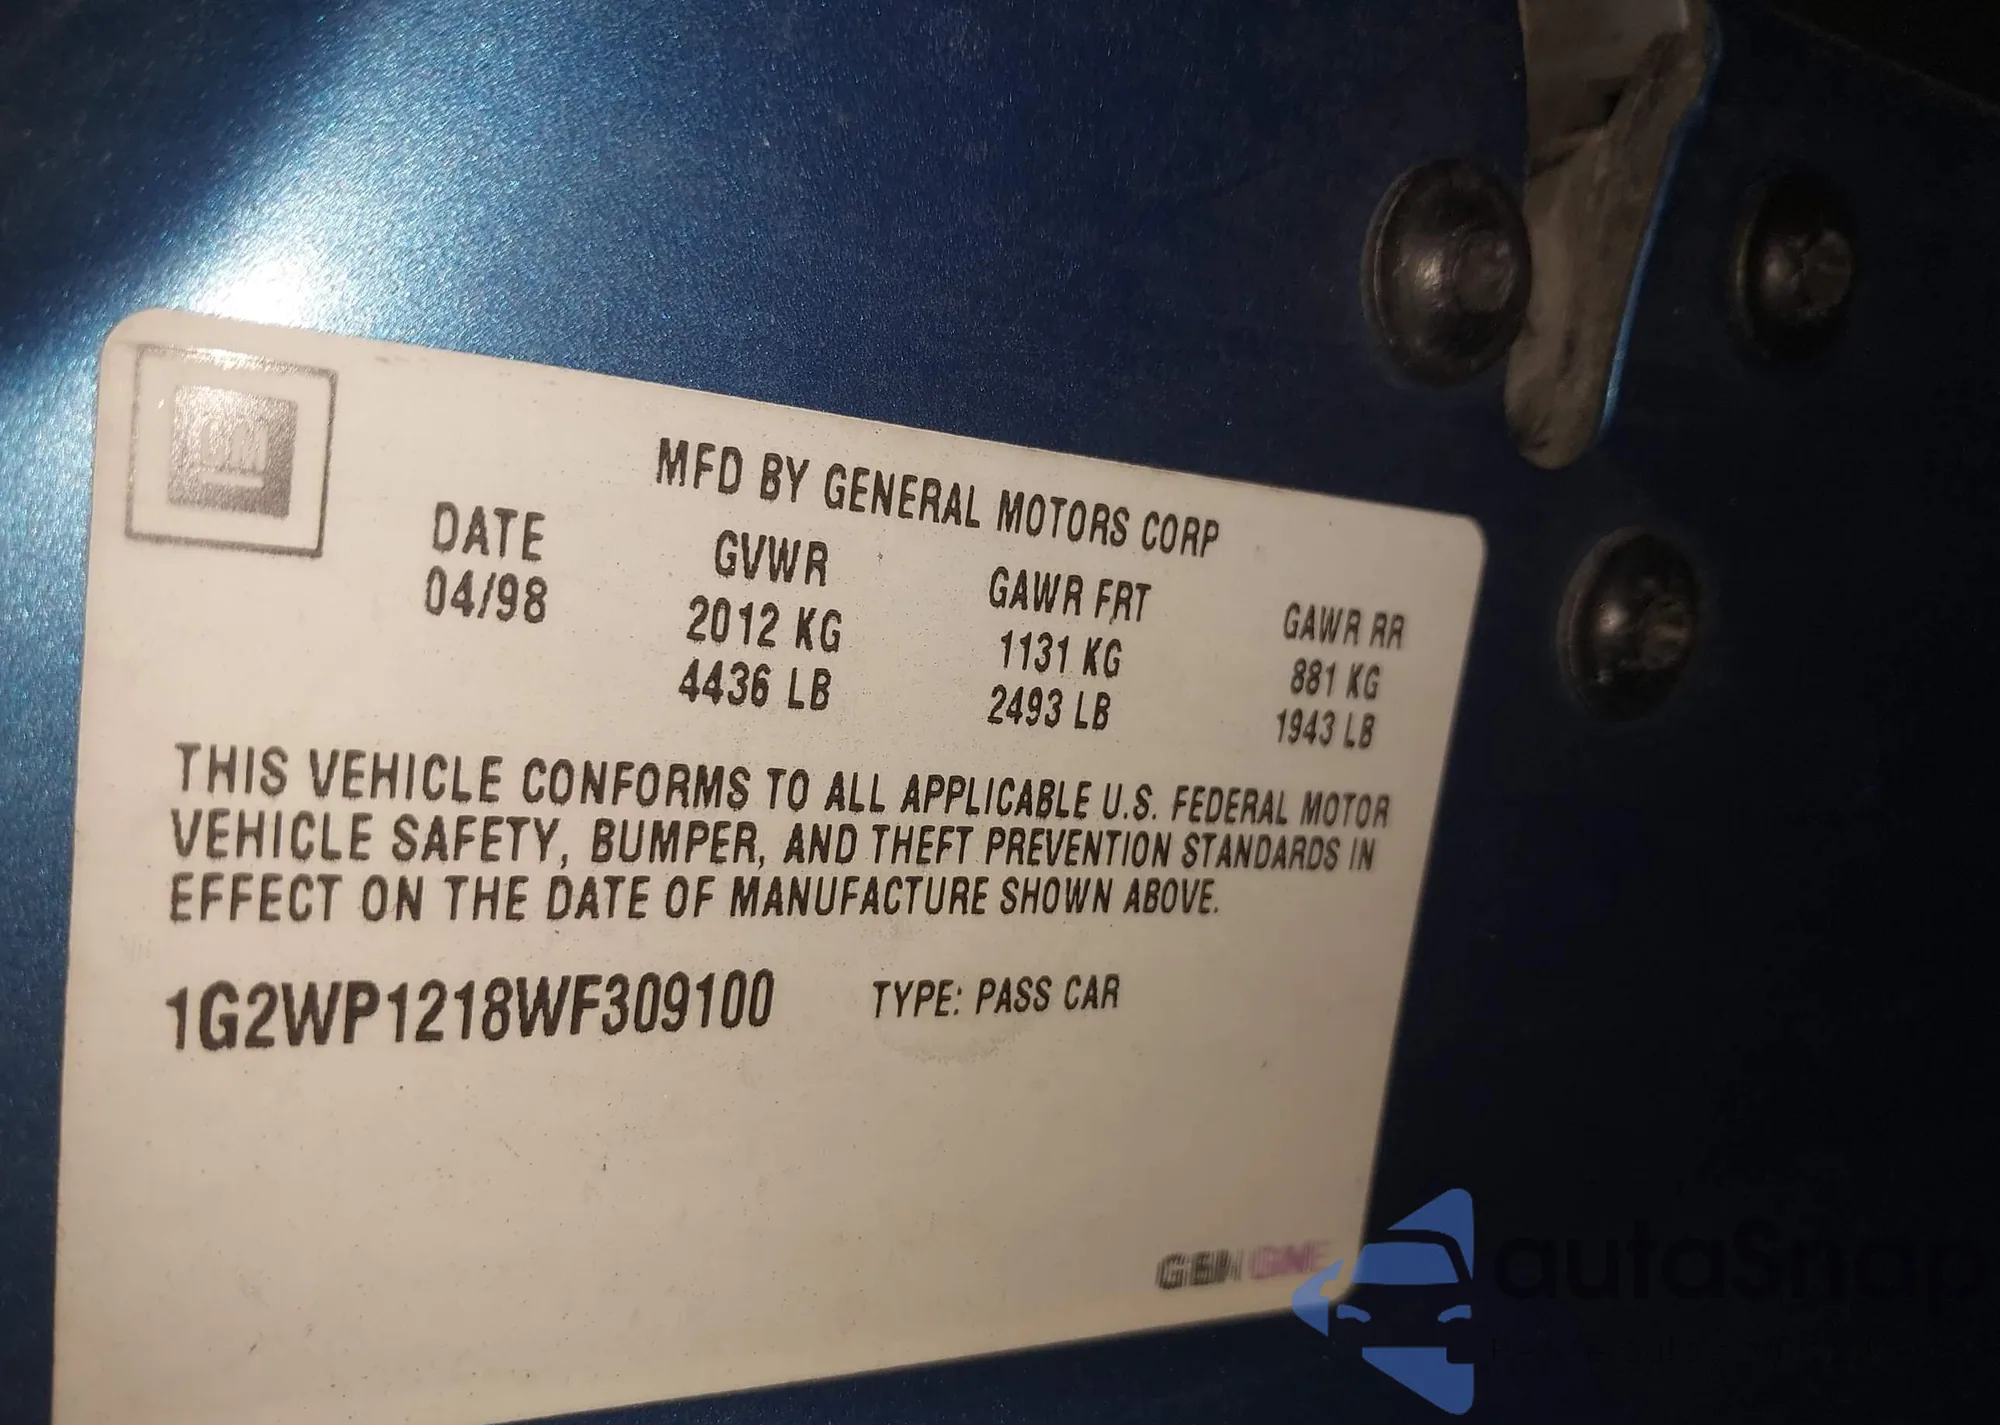 GM
MFD BY GENERAL MOTORS CORP
DATE GVWR GAWR FRT GAWR RR
04/98 2012 KG 1131 KG 881 KG
4436 LB 2493 LB 1943 LB
THIS VEHICLE CONFORMS TO ALL APPLICABLE U.S. FEDERAL MOTOR
VEHICLE SAFETY, BUMPER, AND THEFT PREVENTION STANDARDS IN
EFFECT ON THE DATE OF MANUFACTURE SHOWN ABOVE.
1G2WP1218WF309100 TYPE: PASS CAR
autaSnap